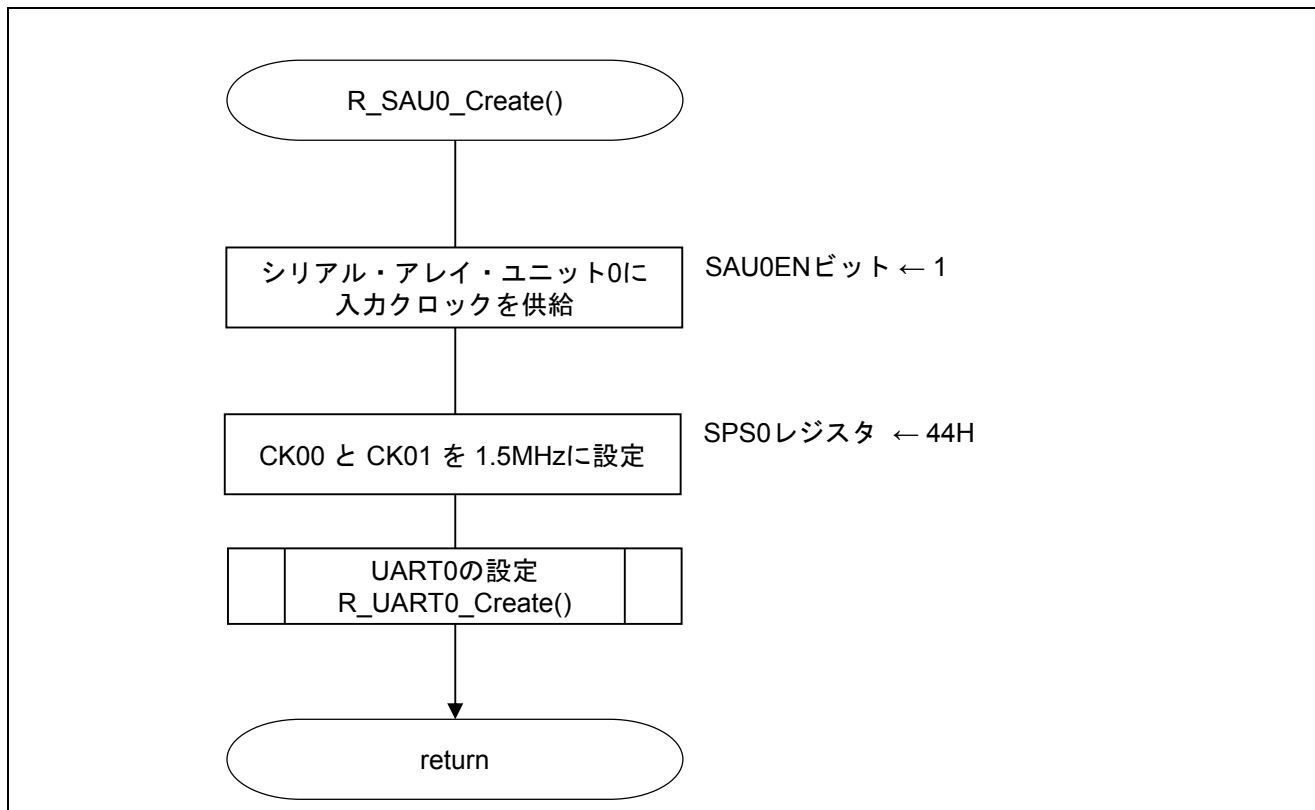 R_SAU0_Create()
シリアル・アレイ・ユニット0に
入力クロックを供給
SAU0ENビット ← 1
CK00 と CK01 を 1.5MHzに設定
SPS0レジスタ ← 44H
UART0の設定
R_UART0_Create()
return